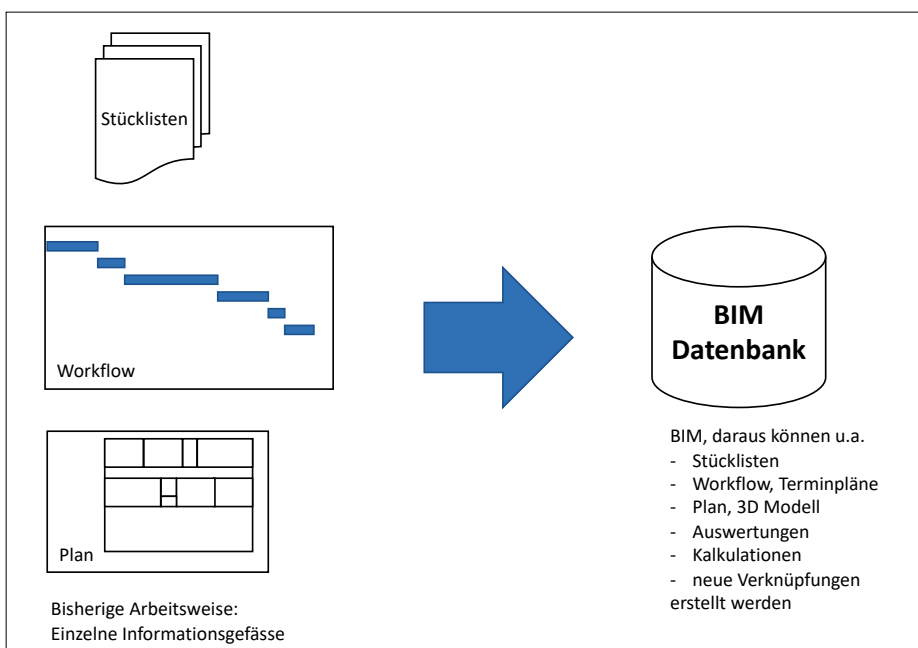 Stücklisten
Workflow
Plan
Bisherige Arbeitsweise:
Einzelne Informationsgefässe
BIM
Datenbank
BIM, daraus können u.a.
- Stücklisten
- Workflow, Terminpläne
- Plan, 3D Modell
- Auswertungen
- Kalkulationen
- neue Verknüpfungen
erstellt werden